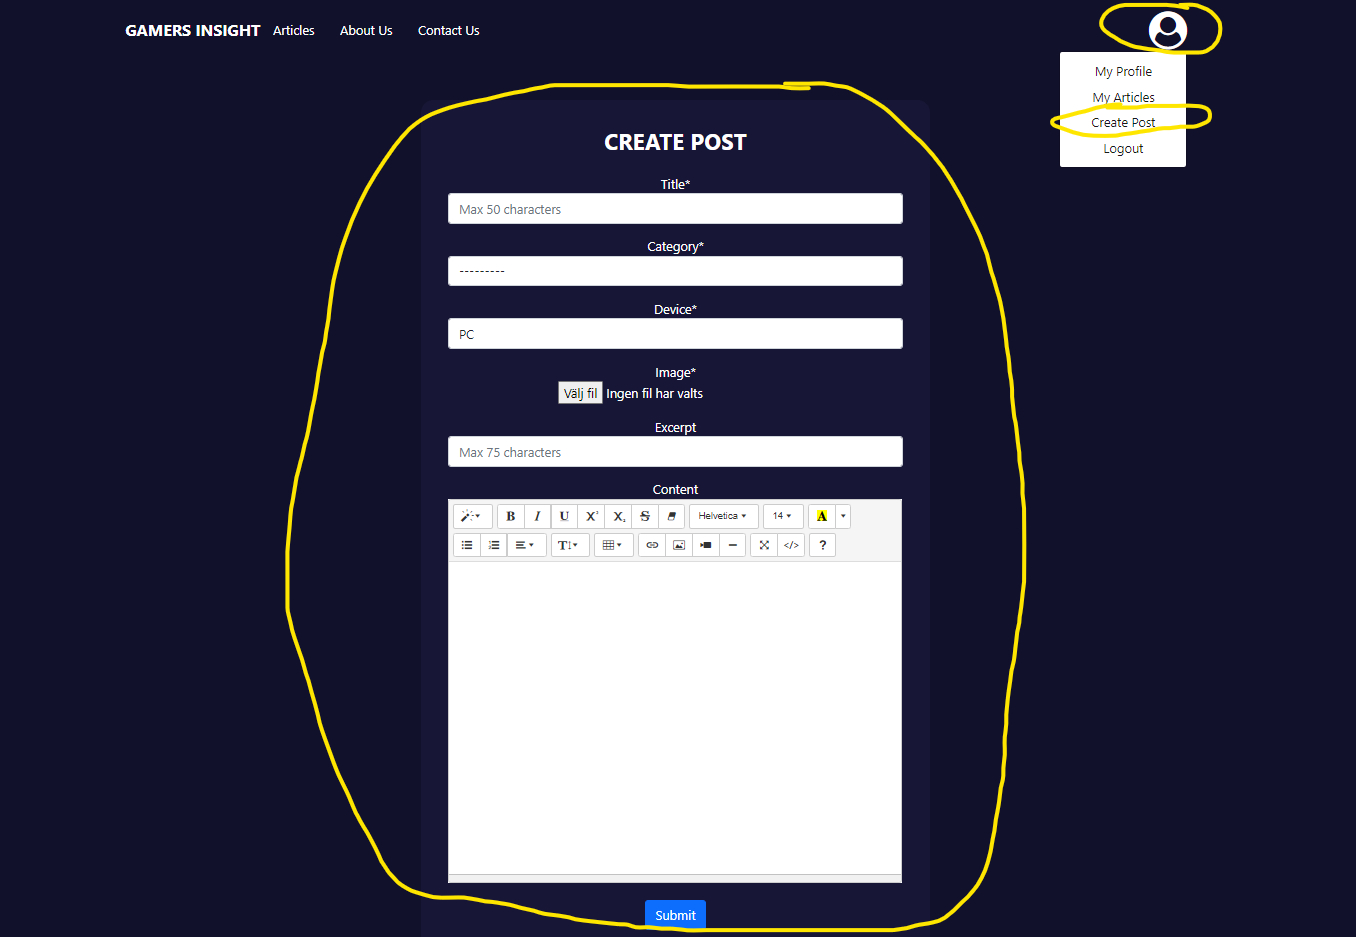 GAMERS INSIGHT Articles About Us Contact Us
My Profile
My Articles
Create Post
Logout
CREATE POST
Title*
Max 50 characters
Category*
---------
Device*
PC
Image*
Välj fil Ingen fil har valts
Excerpt
Max 75 characters
Content
B I U X² X₂ S Helvetica 14 A
T </> ?
Submit